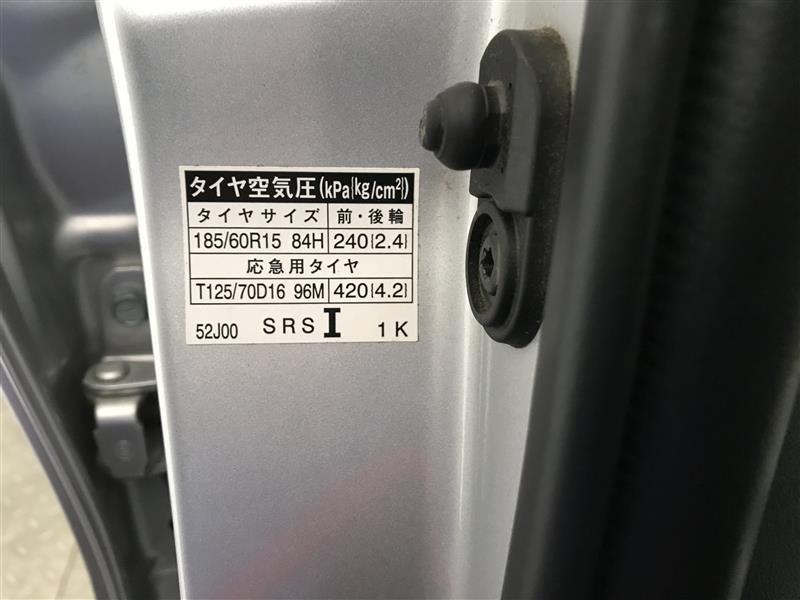 タイヤ空気圧(kPa{kg/cm²})
タイヤサイズ 前・後輪
185/60R15 84H 240{2.4}
応急用タイヤ
T125/70D16 96M 420{4.2}
52J00 SRS I 1K